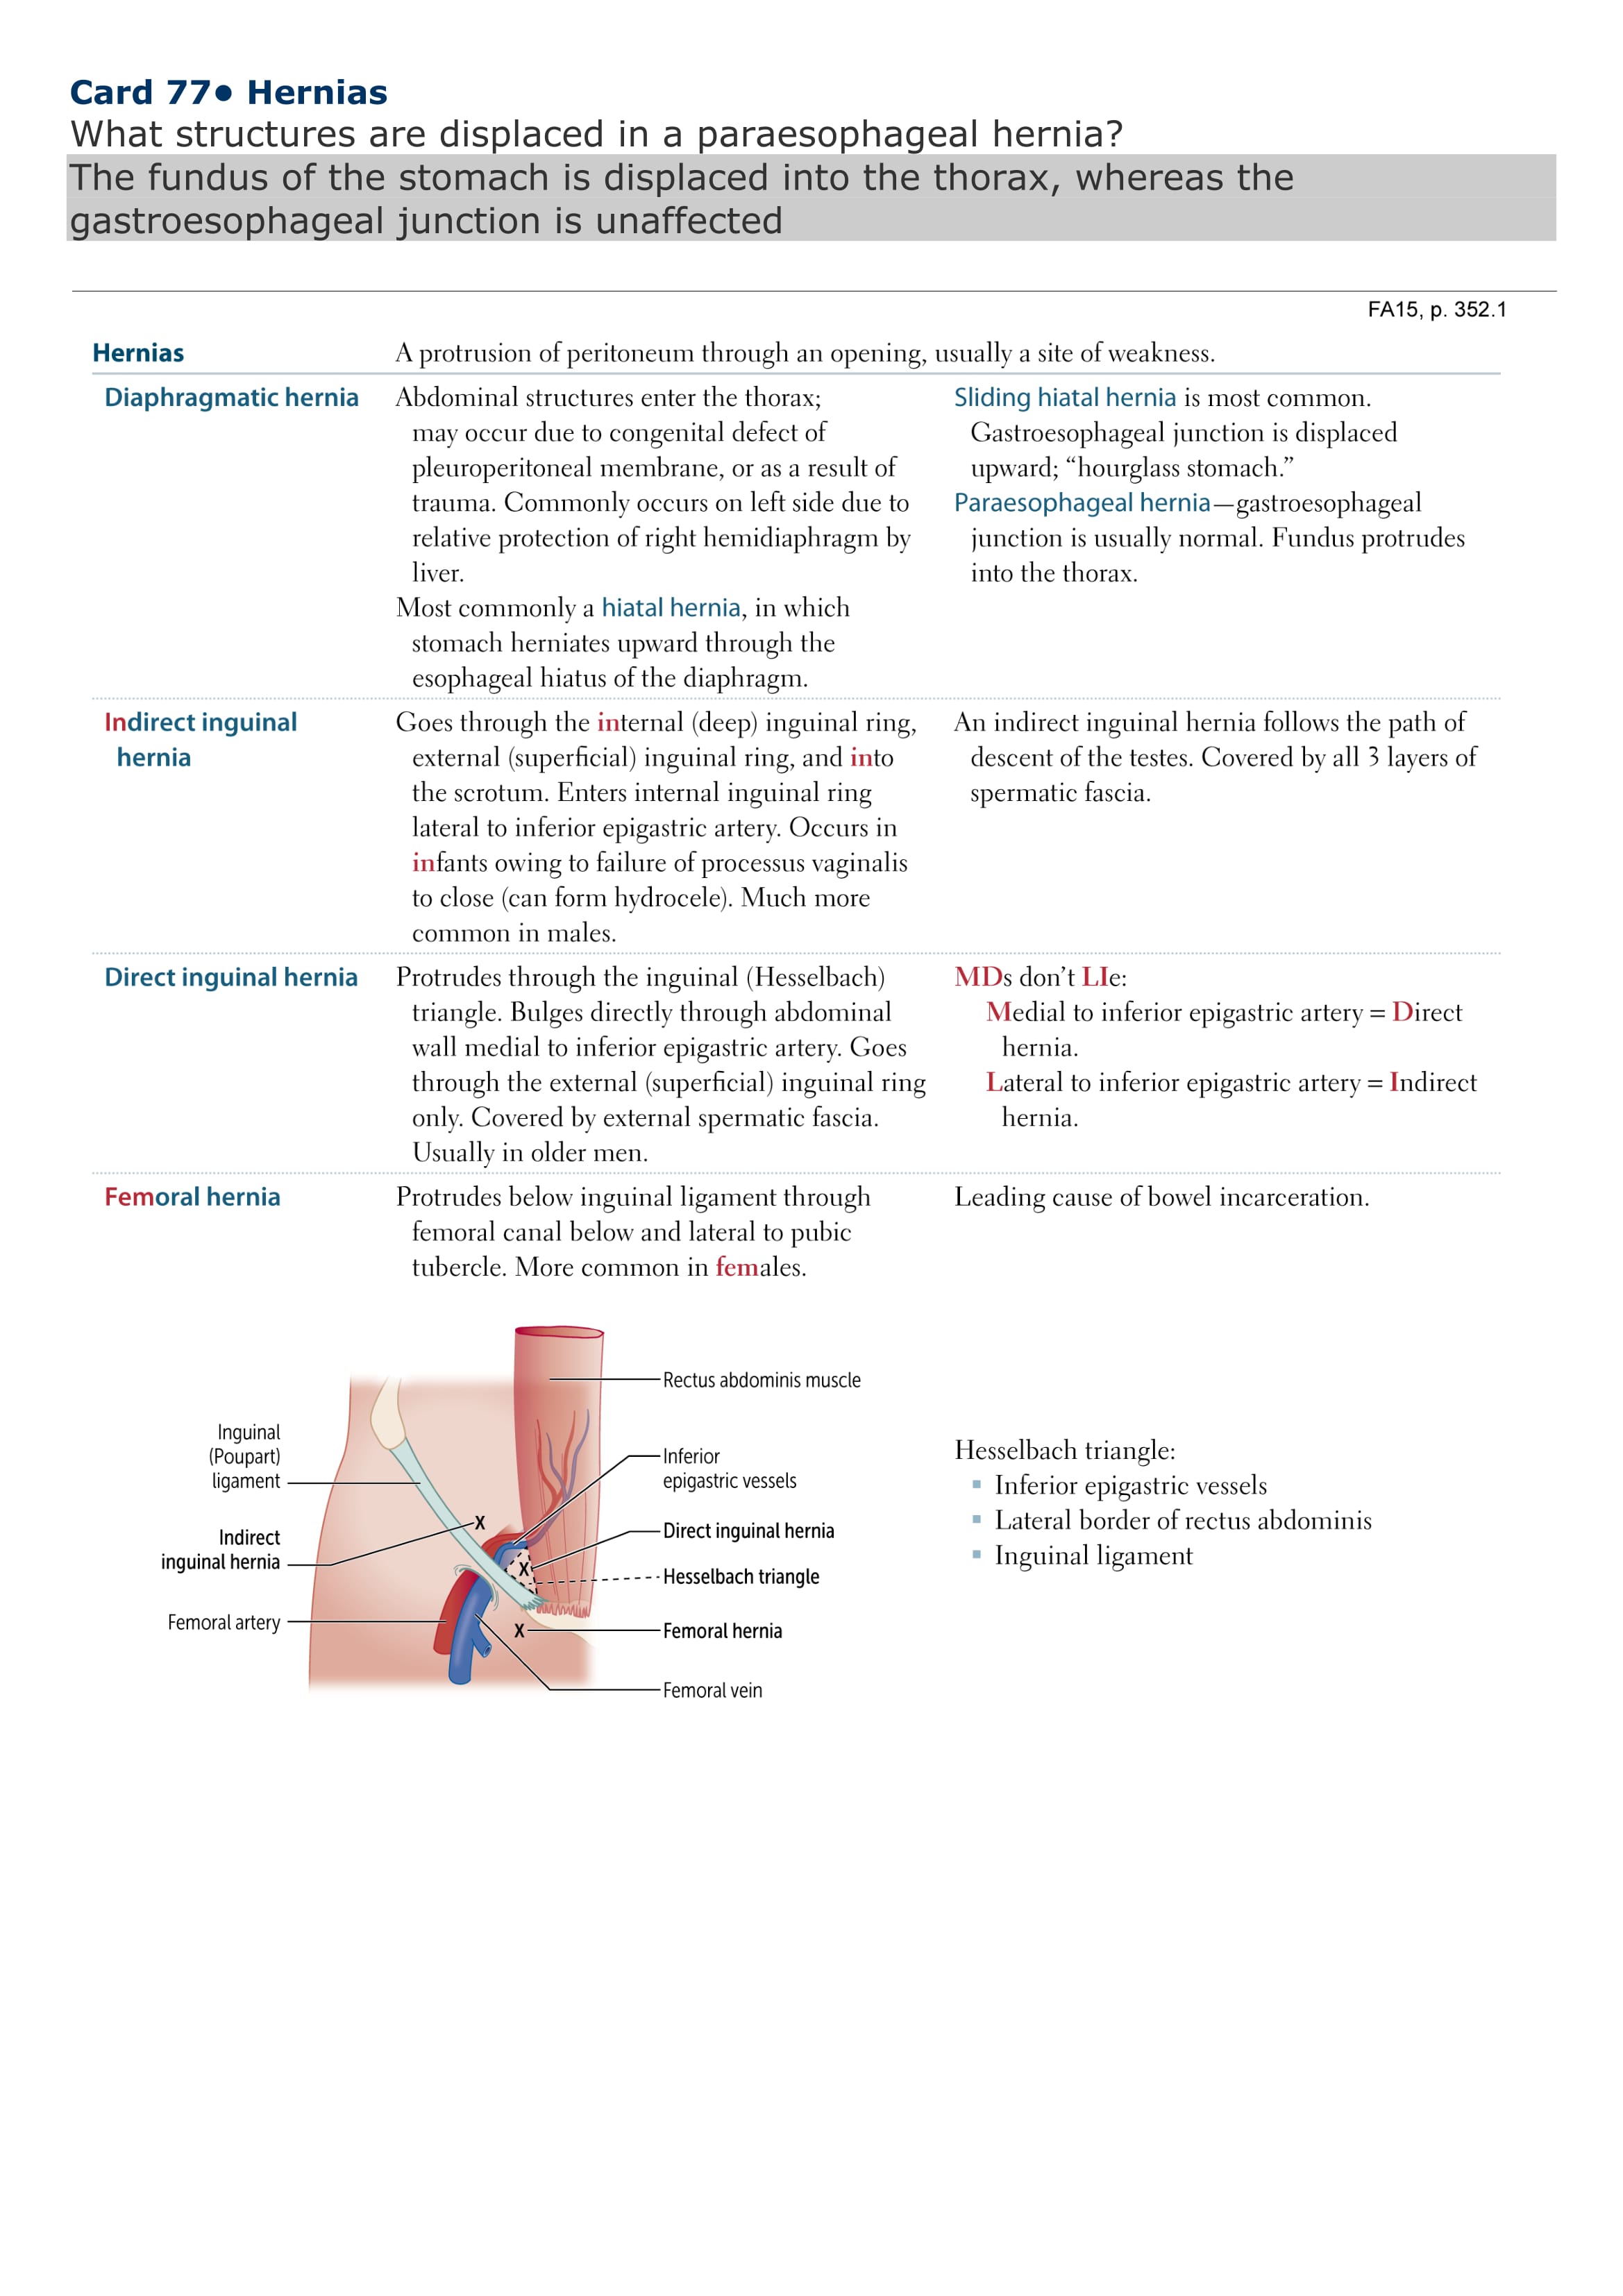 Card 77• Hernias
What structures are displaced in a paraesophageal hernia?
The fundus of the stomach is displaced into the thorax, whereas the
gastroesophageal junction is unaffected
FA15, p. 352.1
Hernias
A protrusion of peritoneum through an opening, usually a site of weakness.
Diaphragmatic hernia
Abdominal structures enter the thorax;
may occur due to congenital defect of
pleuroperitoneal membrane, or as a result of
trauma. Commonly occurs on left side due to
relative protection of right hemidiaphragm by
liver.
Most commonly a hiatal hernia, in which
stomach herniates upward through the
esophageal hiatus of the diaphragm.
Sliding hiatal hernia is most common.
Gastroesophageal junction is displaced
upward; “hourglass stomach.”
Paraesophageal hernia—gastroesophageal
junction is usually normal. Fundus protrudes
into the thorax.
Indirect inguinal
hernia
Goes through the internal (deep) inguinal ring,
external (superficial) inguinal ring, and into
the scrotum. Enters internal inguinal ring
lateral to inferior epigastric artery. Occurs in
infants owing to failure of processus vaginalis
to close (can form hydrocele). Much more
common in males.
An indirect inguinal hernia follows the path of
descent of the testes. Covered by all 3 layers of
spermatic fascia.
Direct inguinal hernia
Protrudes through the inguinal (Hesselbach)
triangle. Bulges directly through abdominal
wall medial to inferior epigastric artery. Goes
through the external (superficial) inguinal ring
only. Covered by external spermatic fascia.
Usually in older men.
MDs don’t LIe:
Medial to inferior epigastric artery = Direct
hernia.
Lateral to inferior epigastric artery = Indirect
hernia.
Femoral hernia
Protrudes below inguinal ligament through
femoral canal below and lateral to pubic
tubercle. More common in females.
Leading cause of bowel incarceration.
Rectus abdominis muscle
Inguinal
(Poupart)
ligament
Inferior
epigastric vessels
Indirect
inguinal hernia
X
Direct inguinal hernia
X
Hesselbach triangle
Femoral artery
X
Femoral hernia
Femoral vein
Hesselbach triangle:
▪ Inferior epigastric vessels
▪ Lateral border of rectus abdominis
▪ Inguinal ligament